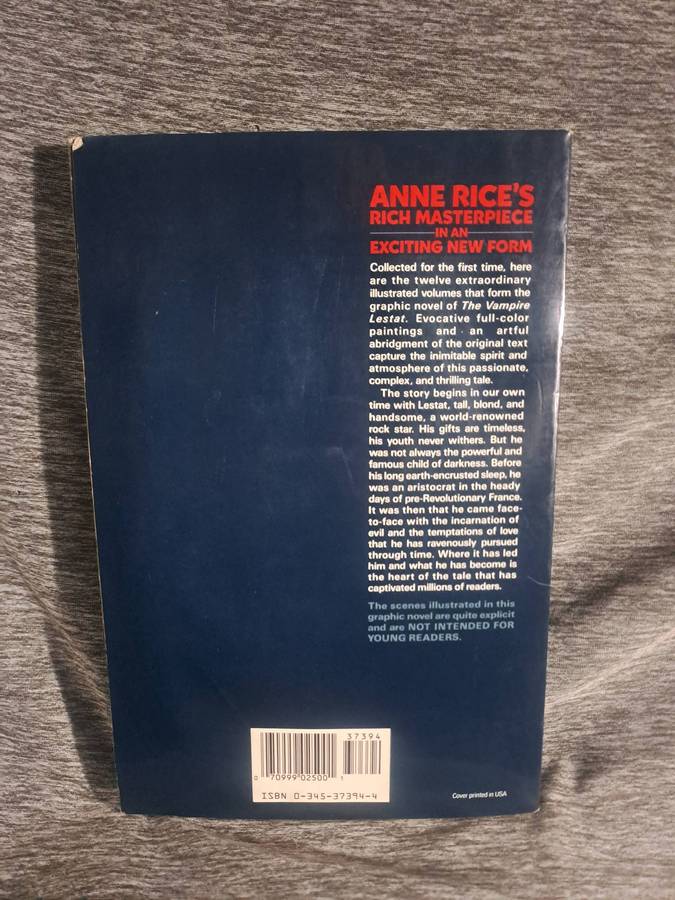 ANNE RICE'S
RICH MASTERPIECE
IN AN
EXCITING NEW FORM
Collected for the first time, here
are the twelve extraordinary
illustrated volumes that form the
graphic novel of The Vampire
Lestat. Evocative full-color
paintings and an artful
abridgment of the original text
capture the inimitable spirit and
atmosphere of this passionate,
complex, and thrilling tale.
The story begins in our own
time with Lestat, tall, blond, and
handsome, a world-renowned
rock star. His gifts are timeless,
his youth never withers. But he
was not always the powerful and
famous child of darkness. Before
his long earth-encrusted sleep, he
was an aristocrat in the heady
days of pre-Revolutionary France.
It was then that he came face-
to-face with the incarnation of
evil and the temptations of love
that he has ravenously pursued
through time. Where it has led
him and what he has become is
the heart of the tale that has
captivated millions of readers.
The scenes illustrated in this
graphic novel are quite explicit
and are NOT INTENDED FOR
YOUNG READERS.
37394
0 70999 02500 1
ISBN 0-345-37394-4
Cover printed in USA